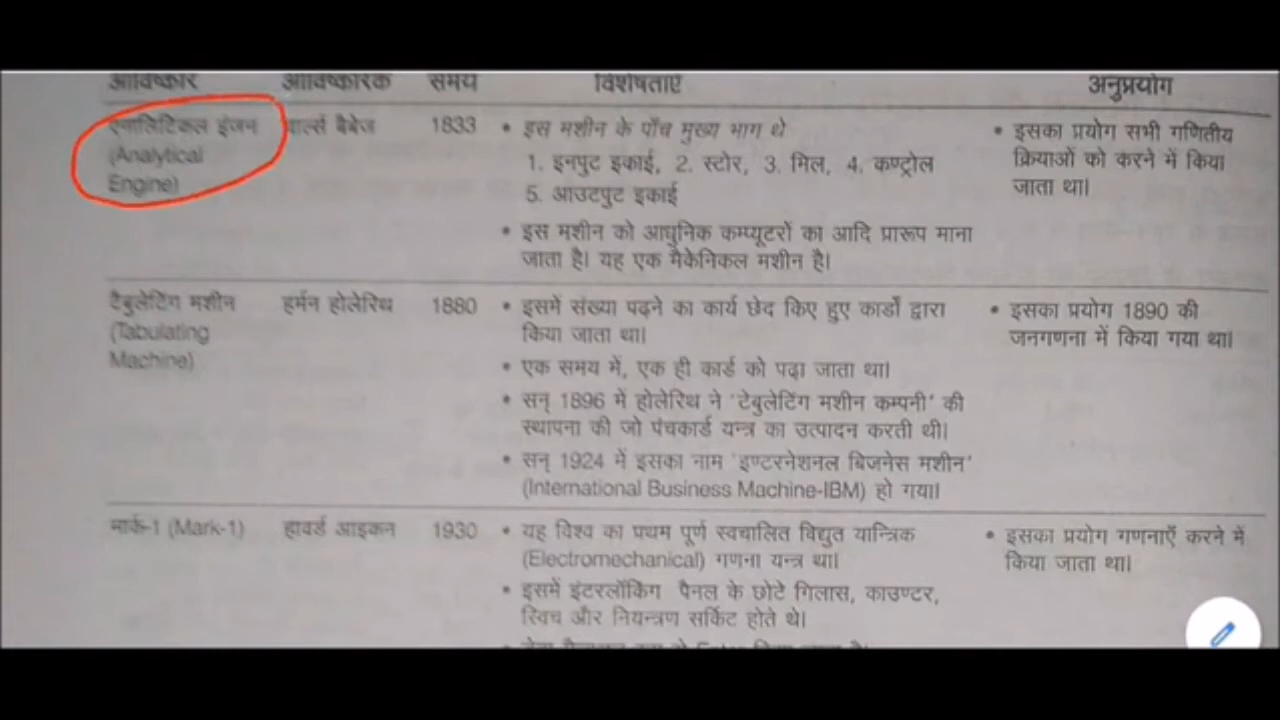 आविष्कार आविष्कारक समय विशेषताएँ अनुप्रयोग
एनालिटिकल इंजन चार्ल्स बैबेज 1833 • इस मशीन के पाँच मुख्य भाग थे • इसका प्रयोग सभी गणितीय
(Analytical 1. इनपुट इकाई, 2. स्टोर, 3. मिल, 4. कण्ट्रोल क्रियाओं को करने में किया
Engine) 5. आउटपुट इकाई जाता था।
• इस मशीन को आधुनिक कम्प्यूटरों का आदि प्रारूप माना
जाता है। यह एक मैकेनिकल मशीन है।
टैबुलेटिंग मशीन हर्मन होलेरिथ 1880 • इसमें संख्या पढ़ने का कार्य छेद किए हुए कार्डों द्वारा • इसका प्रयोग 1890 की
(Tabulating किया जाता था। जनगणना में किया गया था।
Machine) • एक समय में, एक ही कार्ड को पढ़ा जाता था।
• सन् 1896 में होलेरिथ ने 'टेबुलेटिंग मशीन कम्पनी' की
स्थापना की जो पंचकार्ड यन्त्र का उत्पादन करती थी।
• सन् 1924 में इसका नाम 'इण्टरनेशनल बिजनेस मशीन'
(International Business Machine-IBM) हो गया।
मार्क-1 (Mark-1) हावर्ड आइकन 1930 • यह विश्व का प्रथम पूर्ण स्वचालित विद्युत यान्त्रिक • इसका प्रयोग गणनाएँ करने में
(Electromechanical) गणना यन्त्र था। किया जाता था।
• इसमें इंटरलॉकिंग पैनल के छोटे गिलास, काउण्टर,
स्विच और नियन्त्रण सर्किट होते थे।